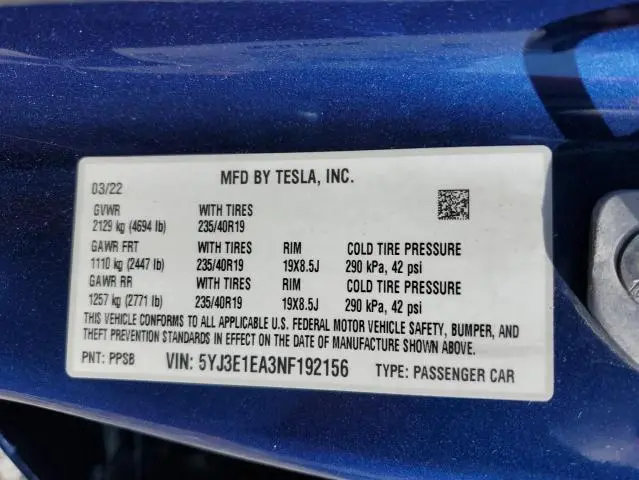 MFD BY TESLA, INC.
03/22
GVWR WITH TIRES
2129 kg (4694 lb) 235/40R19
GAWR FRT WITH TIRES RIM COLD TIRE PRESSURE
1110 kg (2447 lb) 235/40R19 19X8.5J 290 kPa, 42 psi
GAWR RR WITH TIRES RIM COLD TIRE PRESSURE
1257 kg (2771 lb) 235/40R19 19X8.5J 290 kPa, 42 psi
THIS VEHICLE CONFORMS TO ALL APPLICABLE U.S. FEDERAL MOTOR VEHICLE SAFETY, BUMPER, AND
THEFT PREVENTION STANDARDS IN EFFECT ON THE DATE OF MANUFACTURE SHOWN ABOVE.
PNT: PPSB VIN: 5YJ3E1EA3NF192156 TYPE: PASSENGER CAR